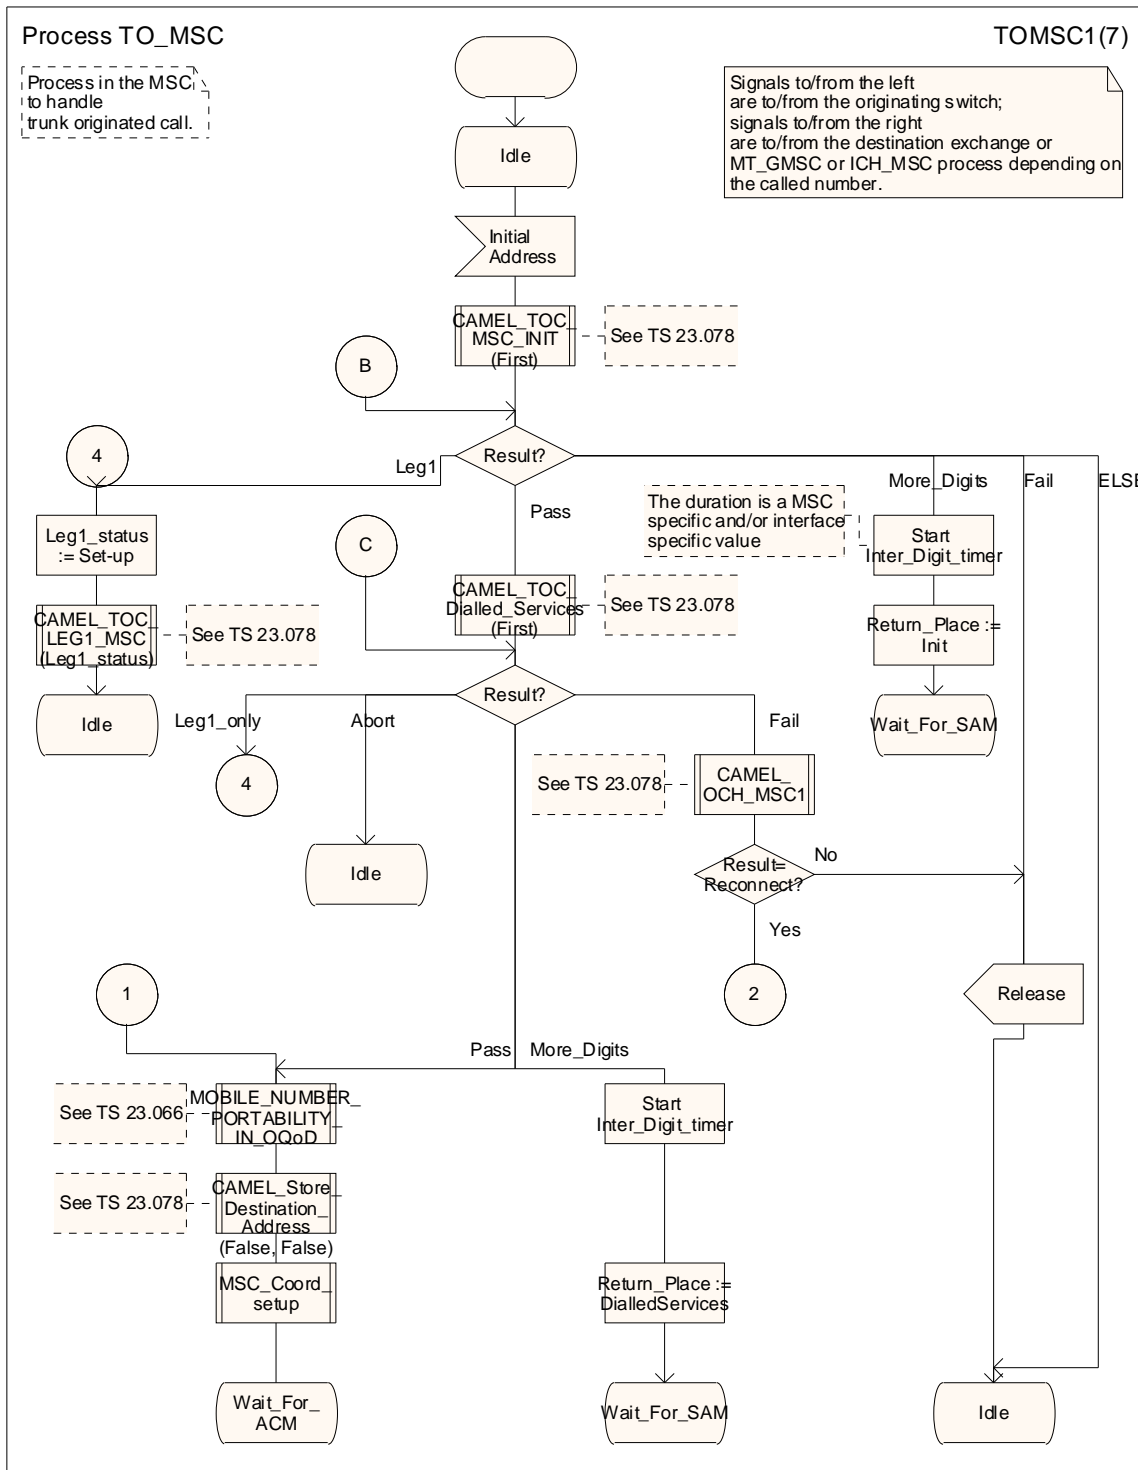 Process TO_MSC
TOMSC1(7)
Process in the MSC
to handle
trunk originated call.
Signals to/from the left
are to/from the originating switch;
signals to/from the right
are to/from the destination exchange or
MT_GMSC or ICH_MSC process depending on
the called number.
Idle
Initial
Address
CAMEL_TOC_
MSC_INIT
(First)
See TS 23.078
B
4
Result?
Leg1
More_Digits
Fail
ELSE
Pass
Leg1_status
:= Set-up
C
The duration is a MSC
specific and/or interface
specific value
Start
Inter_Digit_timer
CAMEL_TOC_
LEG1_MSC
(Leg1_status)
See TS 23.078
CAMEL_TOC_
Dialled_Services
(First)
See TS 23.078
Return_Place :=
Init
Idle
Result?
Leg1_only
Abort
Fail
Wait_For_SAM
4
See TS 23.078
CAMEL_
OCH_MSC1
Idle
Result=
Reconnect?
No
Yes
1
2
Release
Pass
More_Digits
See TS 23.066
MOBILE_NUMBER_
PORTABILITY_
IN_OQoD
Start
Inter_Digit_timer
See TS 23.078
CAMEL_Store_
Destination_
Address
(False, False)
MSC_Coord_
setup
Return_Place :=
DialledServices
Wait_For_
ACM
Wait_For_SAM
Idle